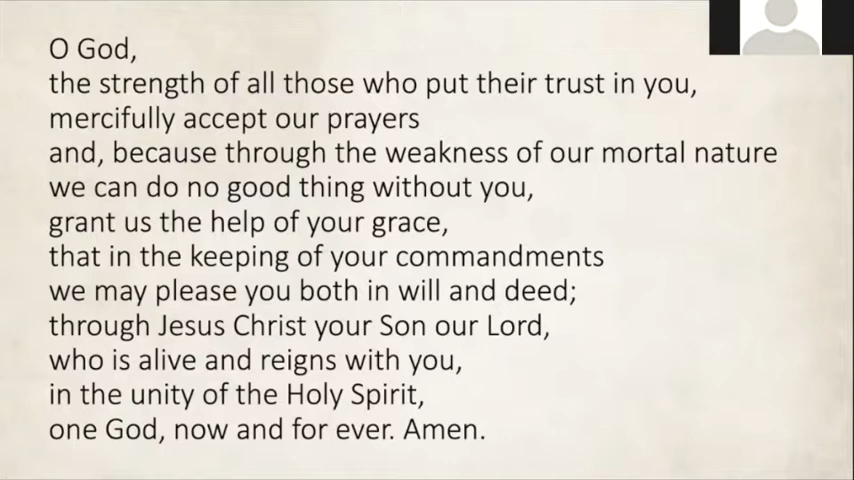 O God,
the strength of all those who put their trust in you,
mercifully accept our prayers
and, because through the weakness of our mortal nature
we can do no good thing without you,
grant us the help of your grace,
that in the keeping of your commandments
we may please you both in will and deed;
through Jesus Christ your Son our Lord,
who is alive and reigns with you,
in the unity of the Holy Spirit,
one God, now and for ever. Amen.